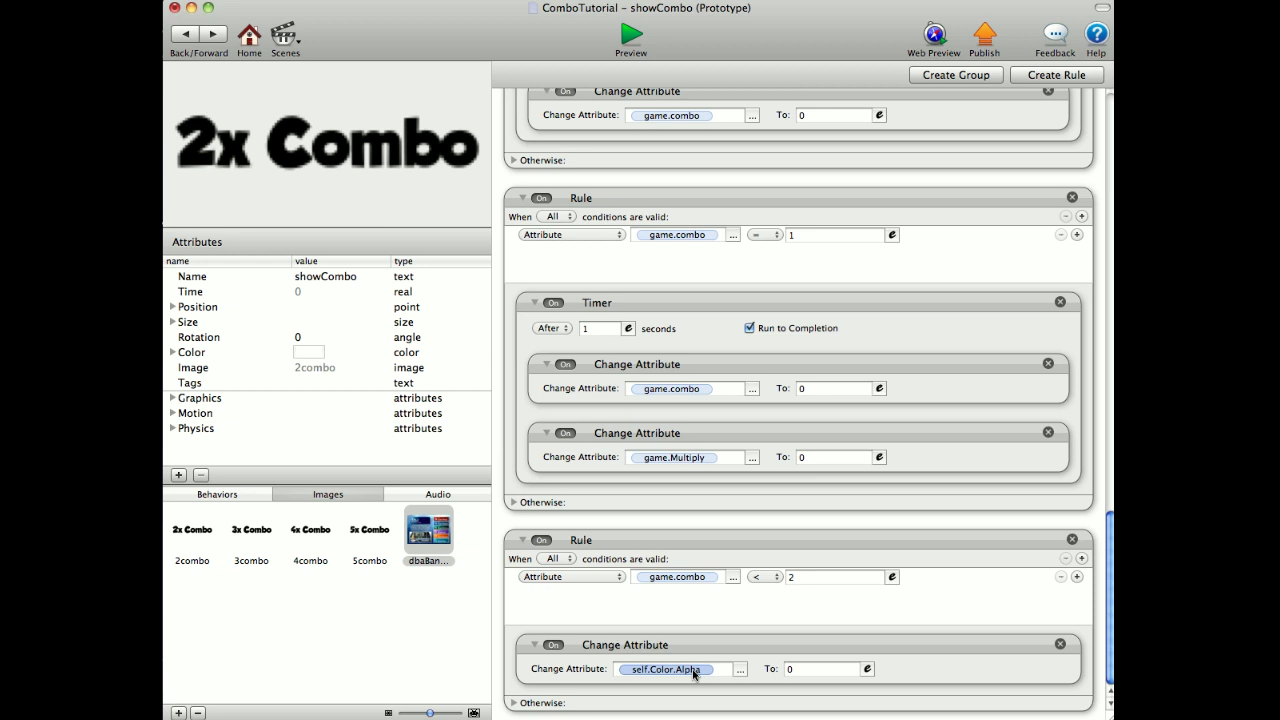 ComboTutorial – showCombo (Prototype)
Back/Forward Home Scenes Preview Web Preview Publish Feedback Help
Create Group Create Rule
2x Combo
Attributes
name value type
Name showCombo text
Time 0 real
Position point
Size size
Rotation 0 angle
Color color
Image 2combo image
Tags text
Graphics attributes
Motion attributes
Physics attributes
Behaviors Images Audio
2x Combo 3x Combo 4x Combo 5x Combo
2combo 3combo 4combo 5combo dbaBan...
On Change Attribute
Change Attribute: game.combo ... To: 0 e
Otherwise:
On Rule
When All conditions are valid:
Attribute game.combo ... = 1 e
On Timer
After 1 e seconds Run to Completion
On Change Attribute
Change Attribute: game.combo ... To: 0 e
On Change Attribute
Change Attribute: game.Multiply ... To: 0 e
Otherwise:
On Rule
When All conditions are valid:
Attribute game.combo ... < 2 e
On Change Attribute
Change Attribute: self.Color.Alpha ... To: 0 e
Otherwise: